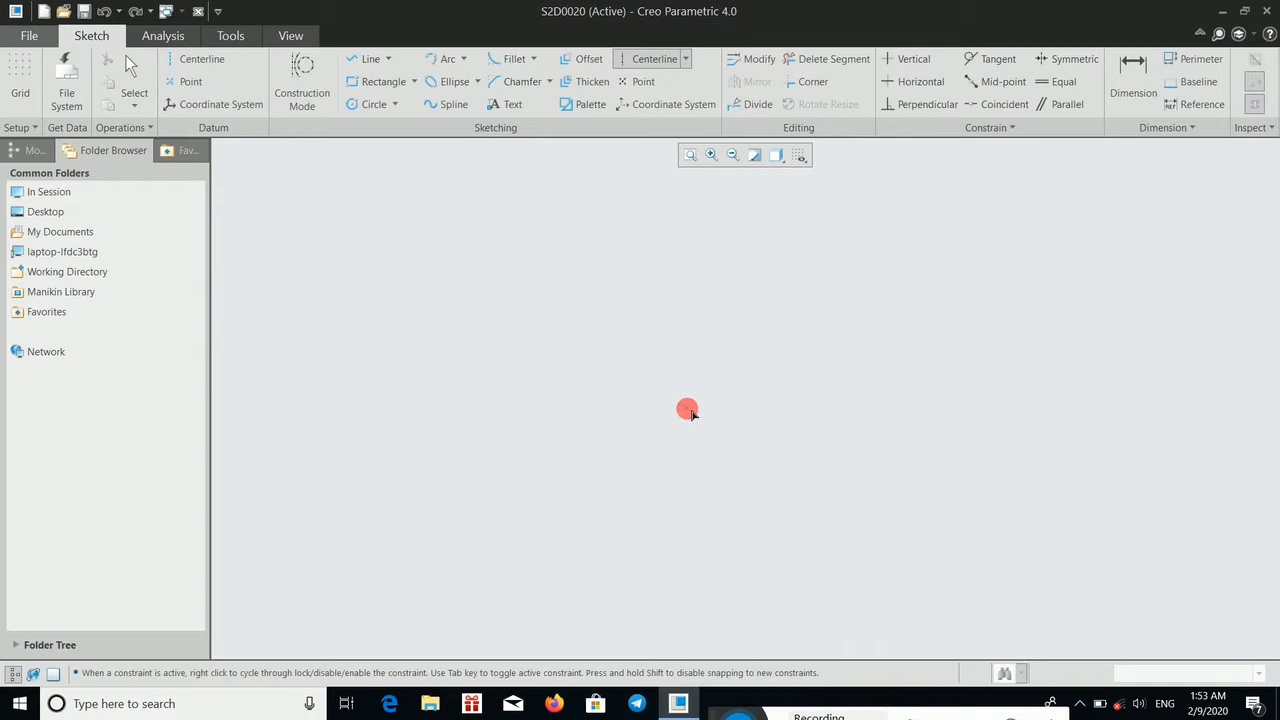 S2D0020 (Active) - Creo Parametric 4.0
File Sketch Analysis Tools View
Grid
Setup
File System
Get Data
Select
Operations
Centerline
Point
Coordinate System
Datum
Construction Mode
Line Arc Fillet Offset Centerline
Rectangle Ellipse Chamfer Thicken Point
Circle Spline Text Palette Coordinate System
Sketching
Modify Delete Segment
Mirror Corner
Divide Rotate Resize
Editing
Vertical Tangent Symmetric
Horizontal Mid-point Equal
Perpendicular Coincident Parallel
Constrain
Dimension
Perimeter
Baseline
Reference
Dimension
Inspect
Mo... Folder Browser Fav...
Common Folders
In Session
Desktop
My Documents
laptop-lfdc3btg
Working Directory
Manikin Library
Favorites
Network
Folder Tree
When a constraint is active, right click to cycle through lock/disable/enable the constraint. Use Tab key to toggle active constraint. Press and hold Shift to disable snapping to new constraints.
Type here to search
Recording
ENG
1:53 AM
2/9/2020
7